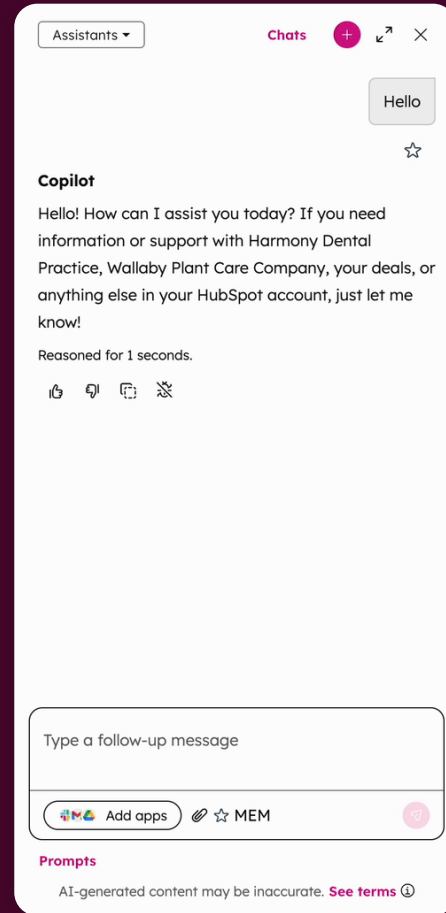 Assistants
Chats
Hello
Copilot
Hello! How can I assist you today? If you need
information or support with Harmony Dental
Practice, Wallaby Plant Care Company, your deals, or
anything else in your HubSpot account, just let me
know!
Reasoned for 1 seconds.
Type a follow-up message
Add apps
MEM
Prompts
AI-generated content may be inaccurate. See terms